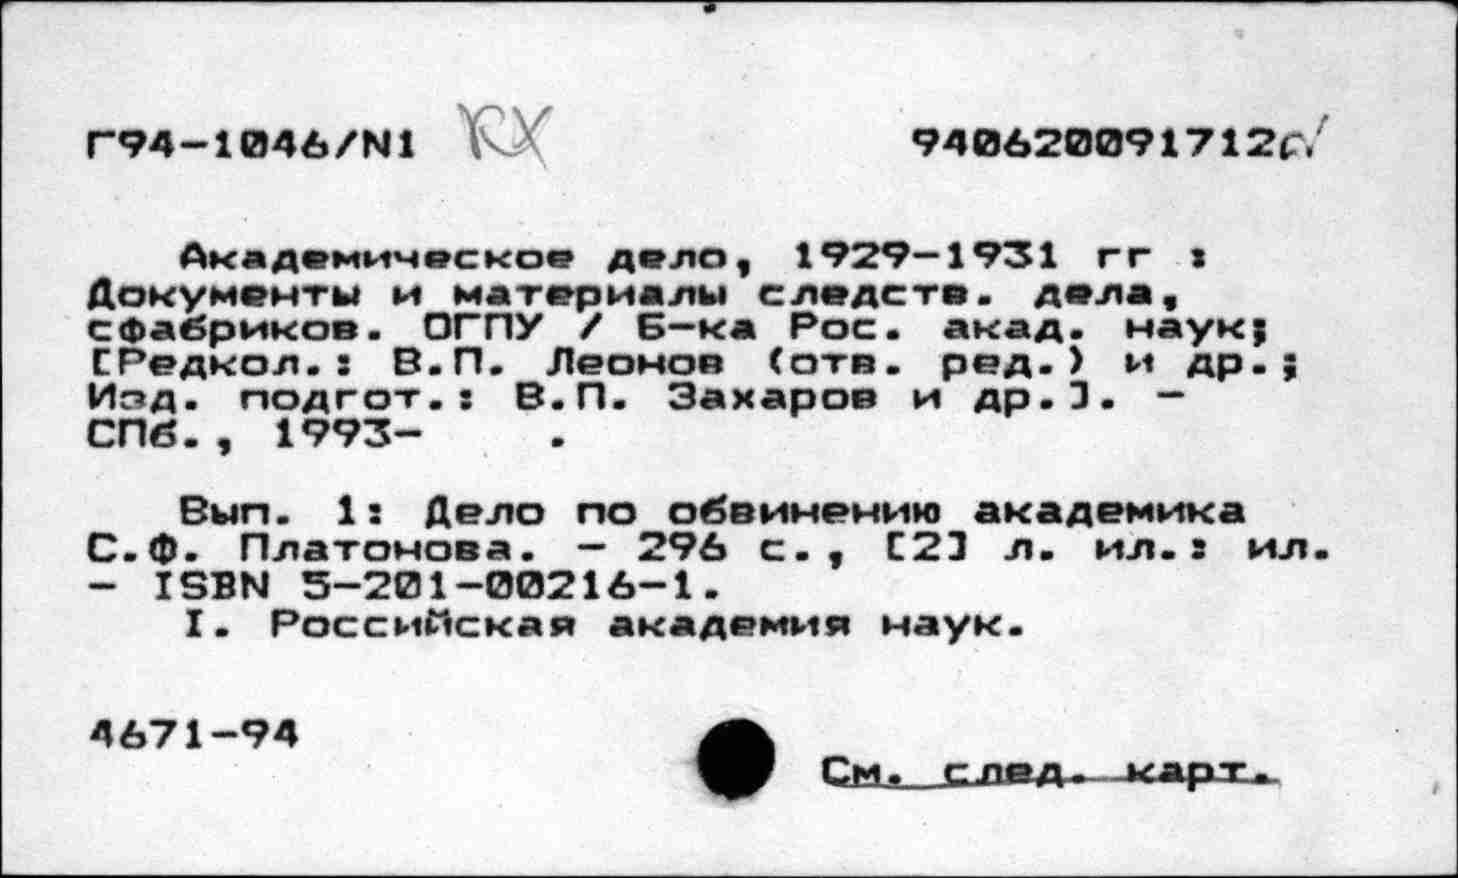 Г94-1046/N1 КХ 940620091712с.
Академическое дело, 1929-1931 гг :
Документы и материалы следств. дела,
сфабриков. ОГПУ / Б-ка Рос. акад. наук;
[Редкол.: В.П. Леонов (отв. ред.) и др.;
Изд. подгот.: В.П. Захаров и др.]. -
СПб., 1993- .
Вып. 1: Дело по обвинению академика
С.Ф. Платонова. - 296 с., [2] л. ил.: ил.
- ISBN 5-201-00216-1.
I. Российская академия наук.
4671-94
См. след. карт.